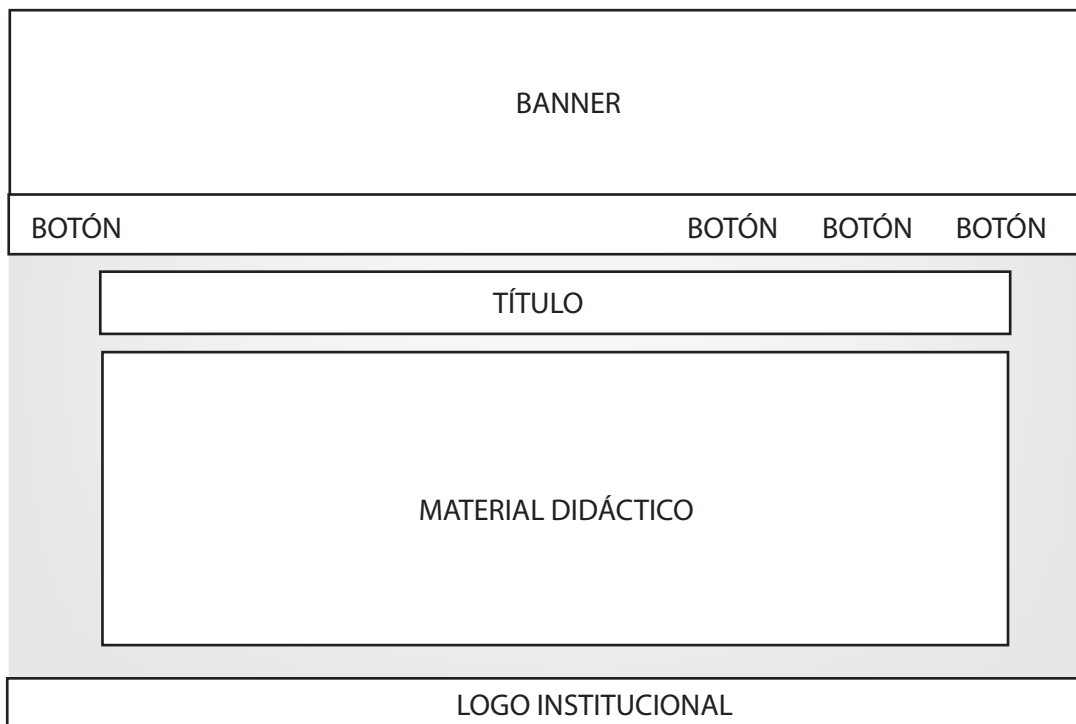 BANNER
BOTÓN BOTÓN BOTÓN BOTÓN
TÍTULO
MATERIAL DIDÁCTICO
LOGO INSTITUCIONAL